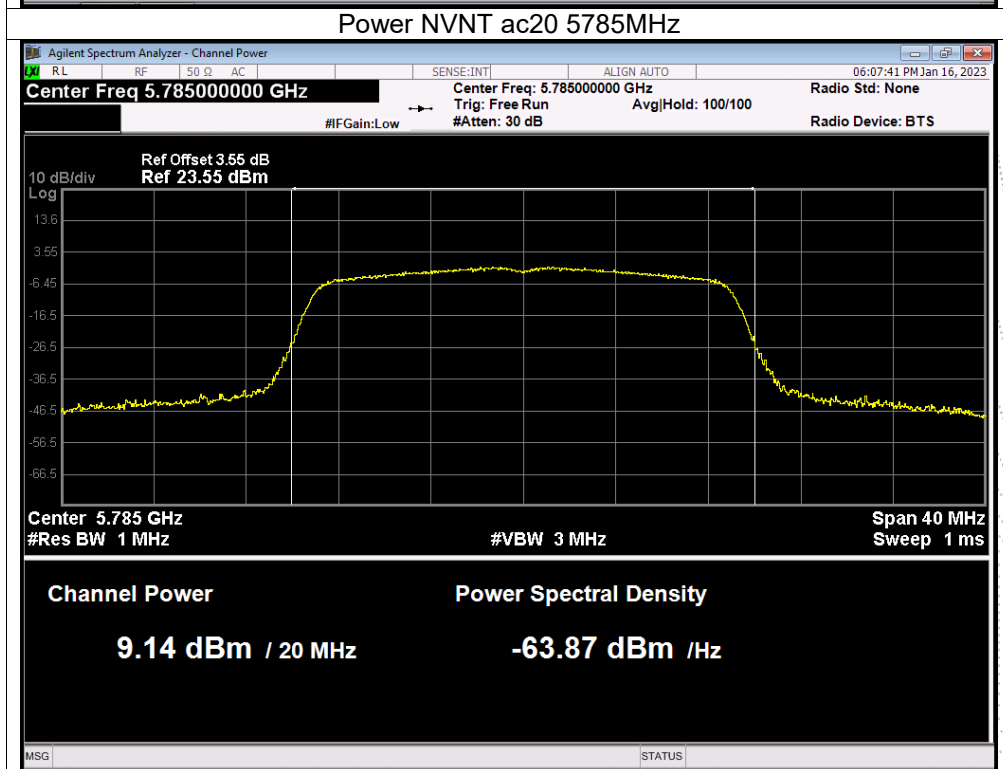 Power NVNT ac20 5785MHz
Agilent Spectrum Analyzer - Channel Power
LXI RL RF 50 Ω AC SENSE:INT ALIGN AUTO 06:07:41 PM Jan 16, 2023
Center Freq 5.785000000 GHz Center Freq: 5.785000000 GHz Radio Std: None
Trig: Free Run Avg|Hold: 100/100
#IFGain:Low #Atten: 30 dB Radio Device: BTS
Ref Offset 3.55 dB
10 dB/div Ref 23.55 dBm
Log
13.6
3.55
-6.45
-16.5
-26.5
-36.5
-46.5
-56.5
-66.5
Center 5.785 GHz Span 40 MHz
#Res BW 1 MHz #VBW 3 MHz Sweep 1 ms
Channel Power Power Spectral Density
9.14 dBm / 20 MHz -63.87 dBm /Hz
MSG STATUS